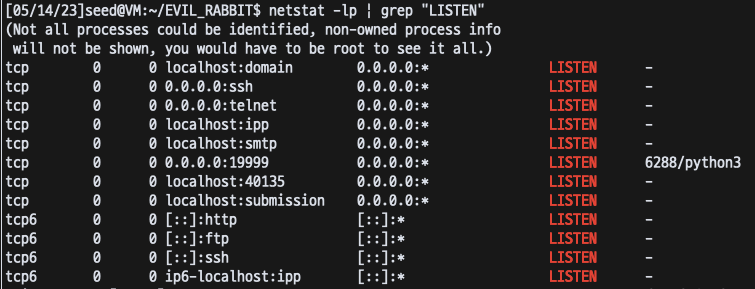 [05/14/23]seed@VM:~/EVIL_RABBIT$ netstat -lp | grep "LISTEN"
(Not all processes could be identified, non-owned process info
 will not be shown, you would have to be root to see it all.)
tcp        0      0 localhost:domain        0.0.0.0:*               LISTEN      -
tcp        0      0 0.0.0.0:ssh             0.0.0.0:*               LISTEN      -
tcp        0      0 0.0.0.0:telnet          0.0.0.0:*               LISTEN      -
tcp        0      0 localhost:ipp           0.0.0.0:*               LISTEN      -
tcp        0      0 localhost:smtp          0.0.0.0:*               LISTEN      -
tcp        0      0 0.0.0.0:19999           0.0.0.0:*               LISTEN      6288/python3
tcp        0      0 localhost:40135         0.0.0.0:*               LISTEN      -
tcp        0      0 localhost:submission    0.0.0.0:*               LISTEN      -
tcp6       0      0 [::]:http               [::]:*                  LISTEN      -
tcp6       0      0 [::]:ftp                [::]:*                  LISTEN      -
tcp6       0      0 [::]:ssh                [::]:*                  LISTEN      -
tcp6       0      0 ip6-localhost:ipp       [::]:*                  LISTEN      -